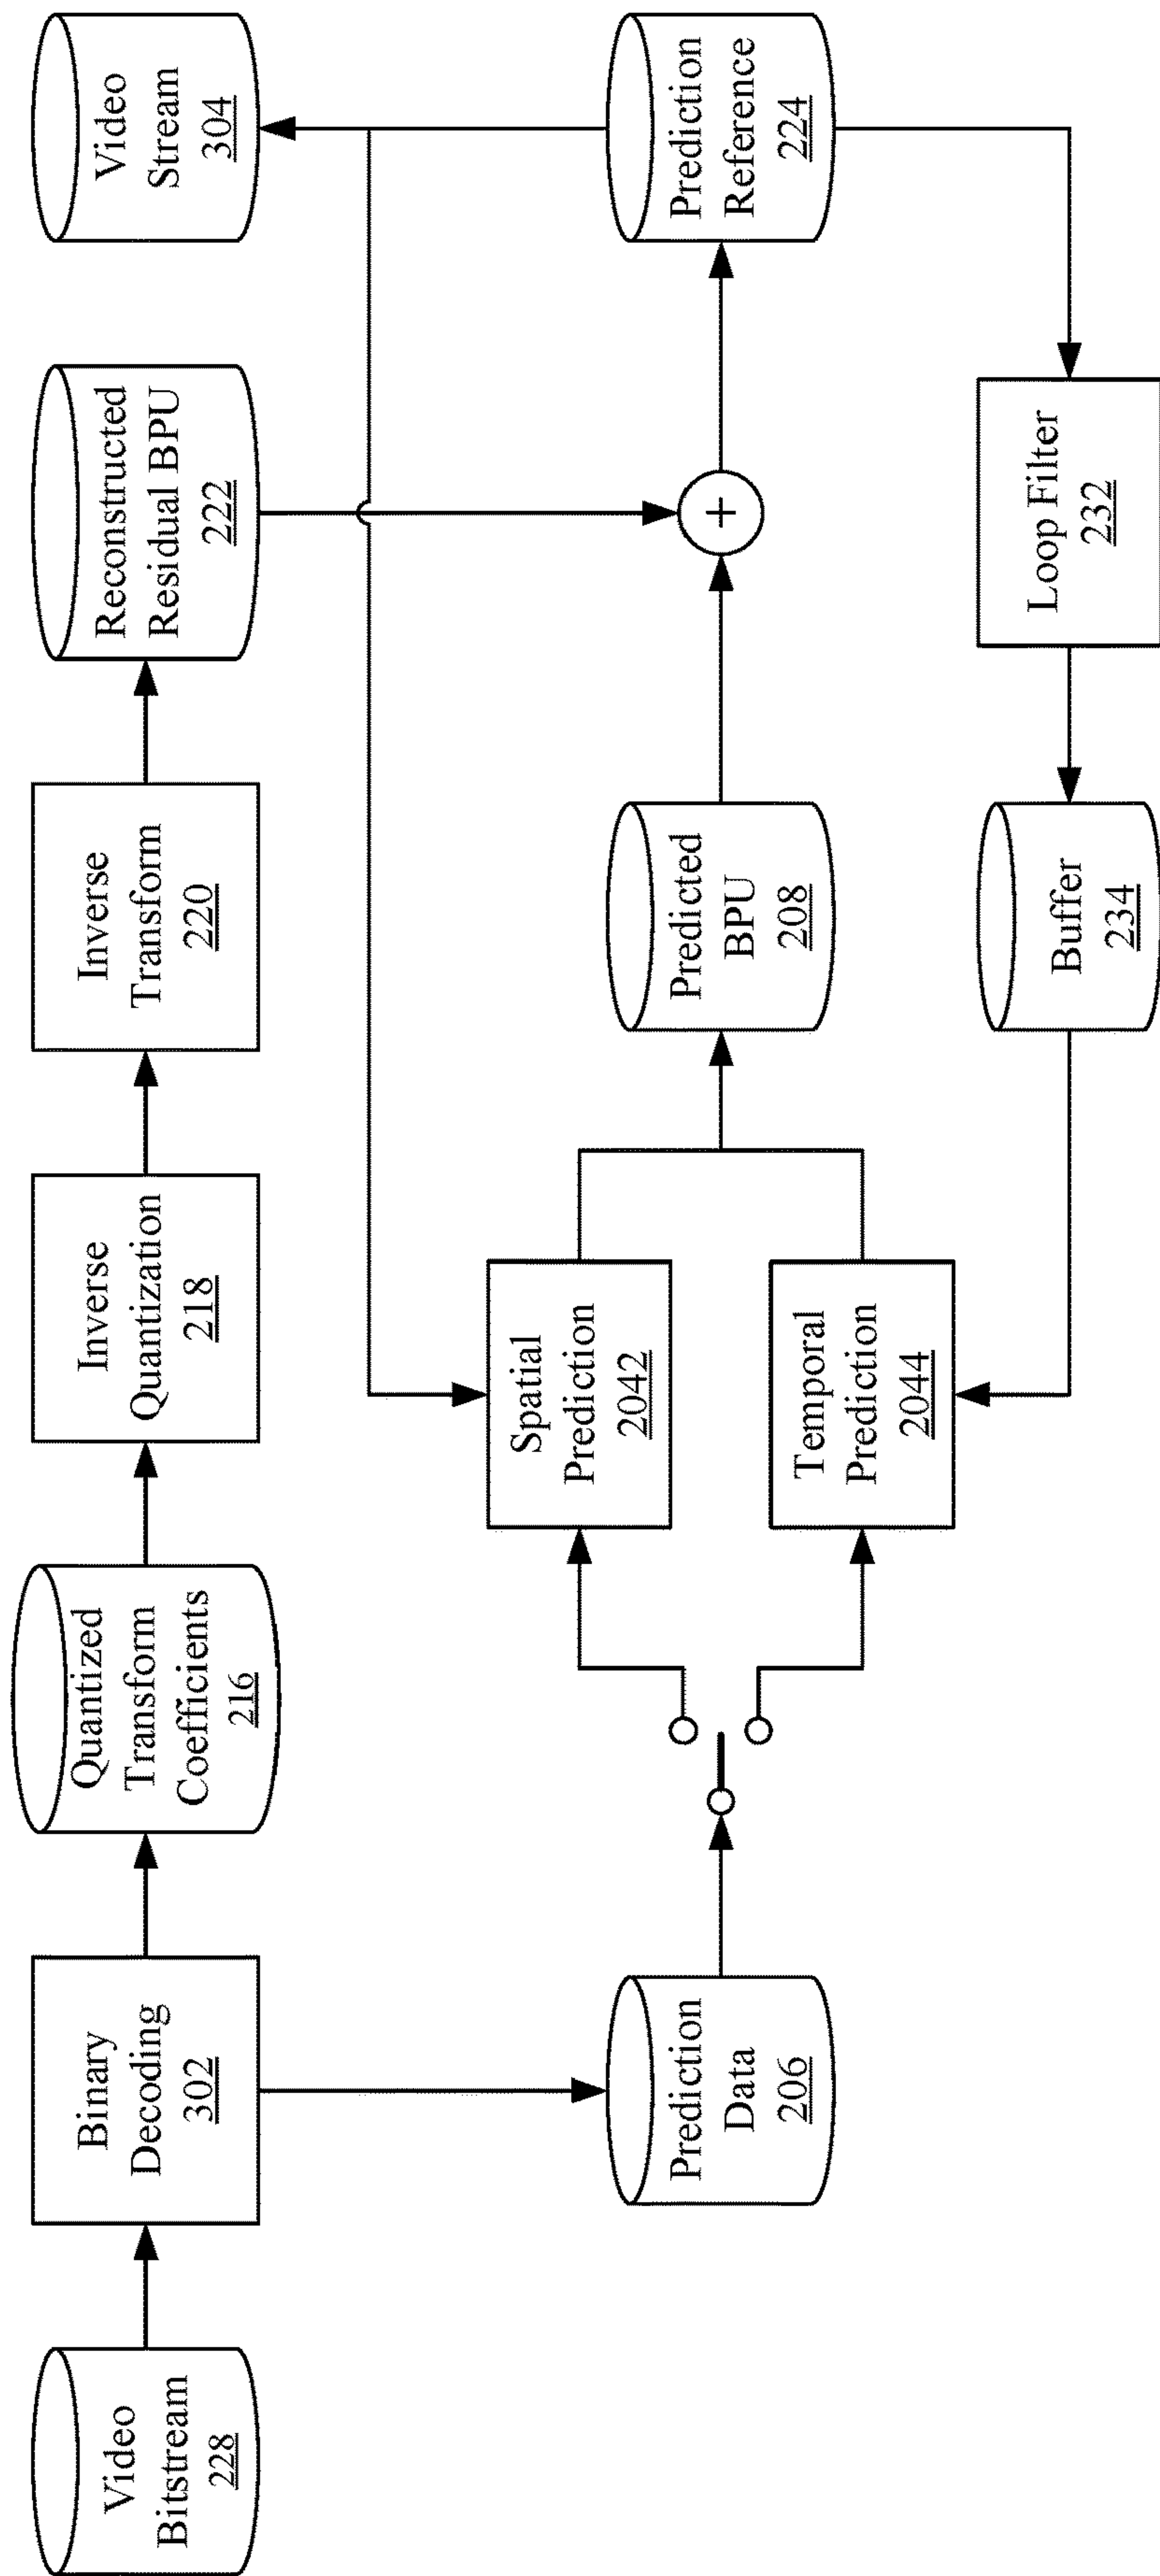 Video
Bitstream
228
Binary
Decoding
302
Quantized
Transform
Coefficients
216
Inverse
Quantization
218
Inverse
Transform
220
Reconstructed
Residual BPU
222
Video
Stream
304
Spatial
Prediction
2042
Prediction
Data
206
Temporal
Prediction
2044
Predicted
BPU
208
+
Prediction
Reference
224
Buffer
234
Loop Filter
232